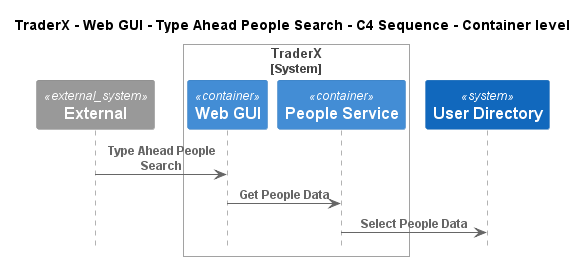 TraderX - Web GUI - Type Ahead People Search - C4 Sequence - Container level
TraderX
[System]
«external_system»
External
«container»
Web GUI
«container»
People Service
«system»
User Directory
Type Ahead People
Search
Get People Data
Select People Data